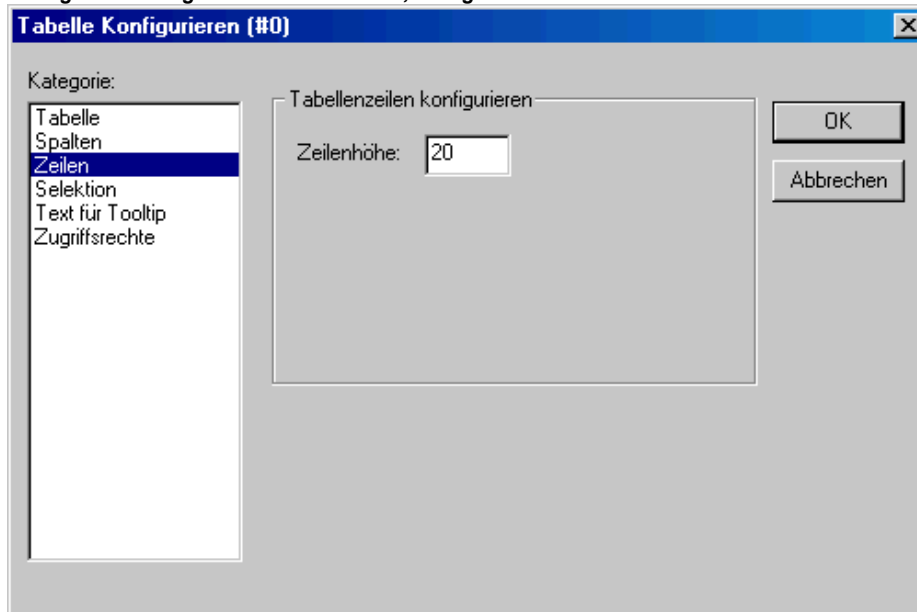 Tabelle Konfigurieren (#0)
Kategorie:
Tabelle
Spalten
Zeilen
Selektion
Text für Tooltip
Zugriffsrechte
Tabellenzeilen konfigurieren
Zeilenhöhe: 20
OK
Abbrechen